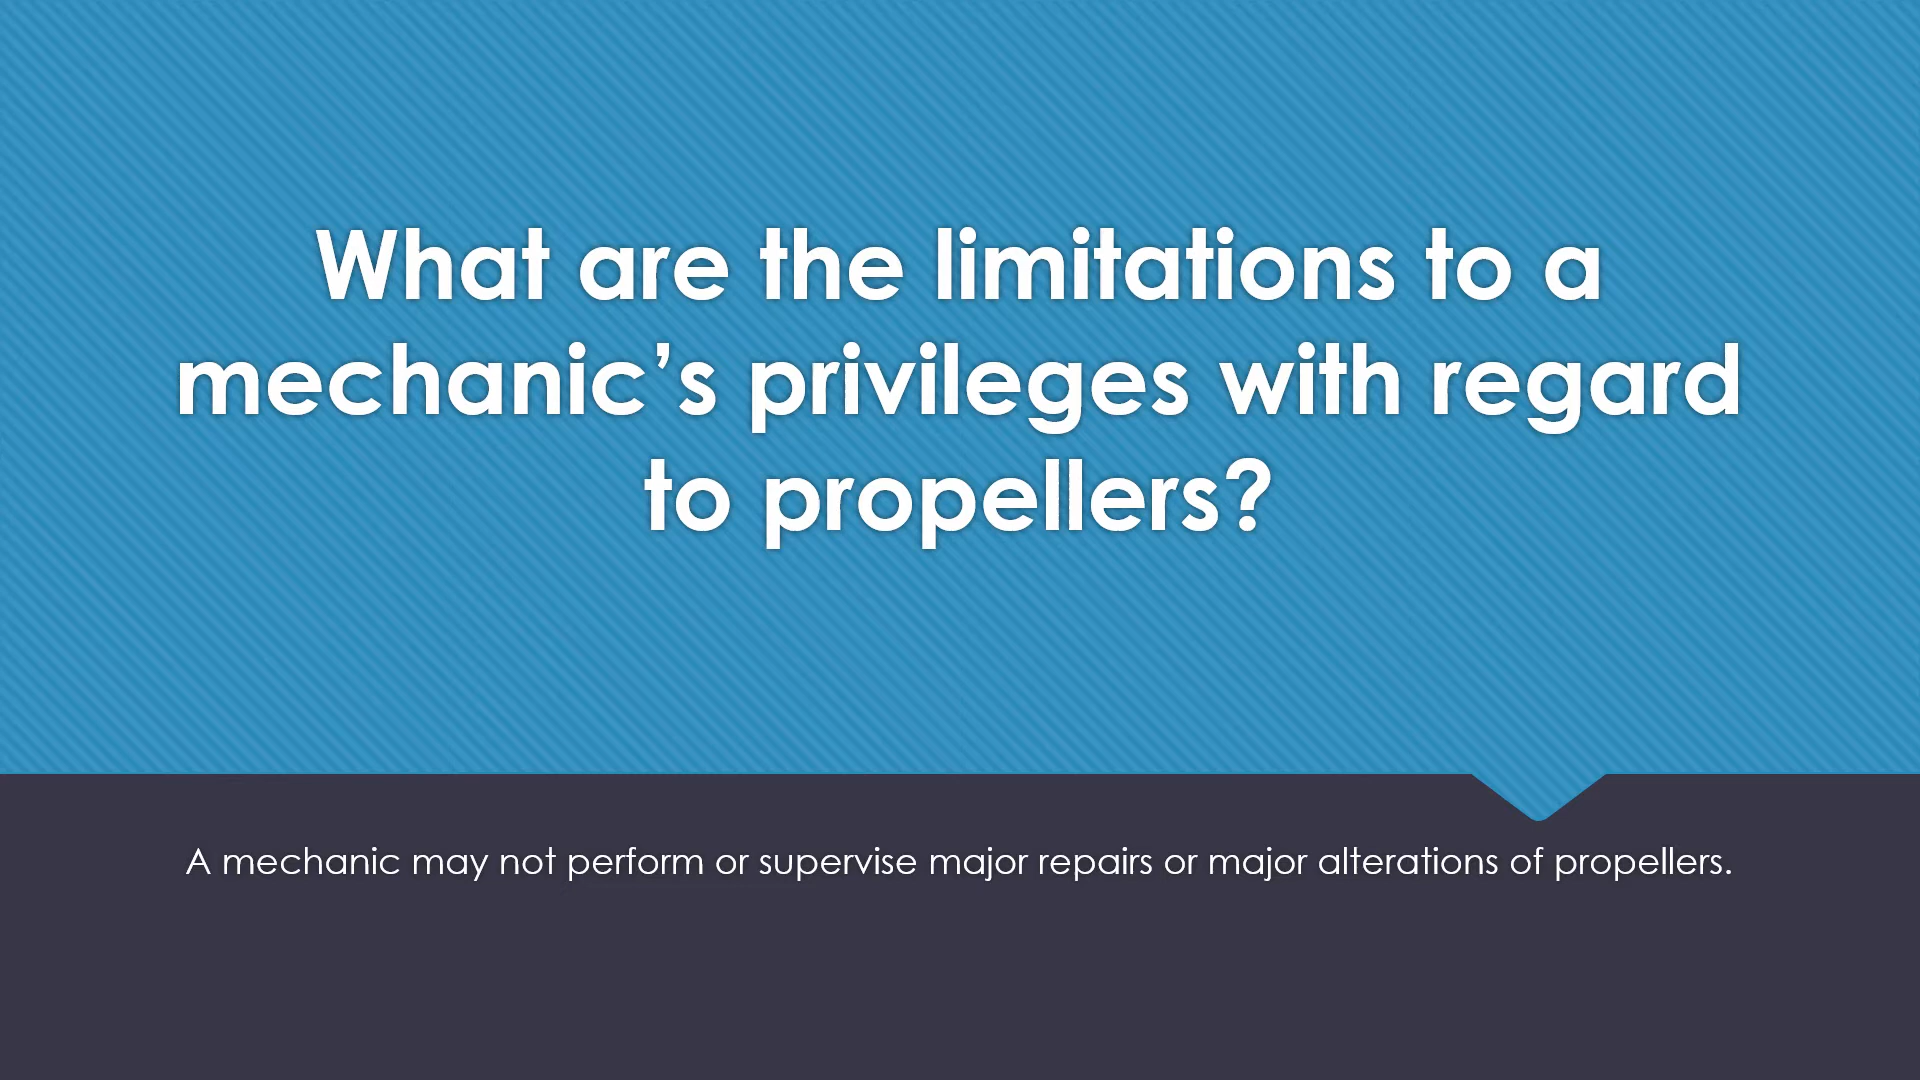 What are the limitations to a
mechanic’s privileges with regard
to propellers?
A mechanic may not perform or supervise major repairs or major alterations of propellers.